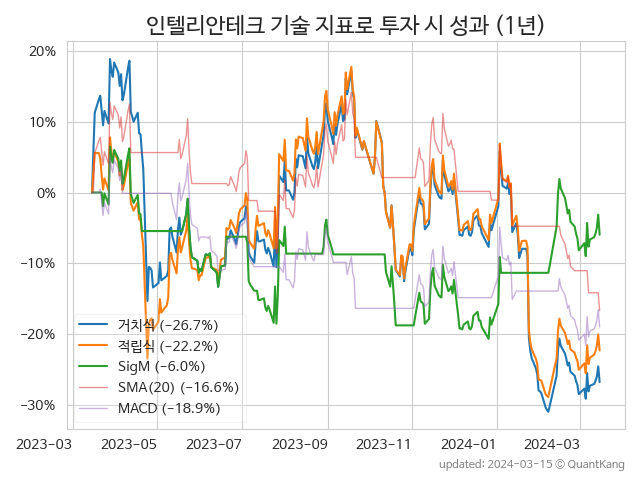 인텔리안테크 기술 지표로 투자 시 성과 (1년)
20%
10%
0%
−10%
−20%
−30%
거치식 (−26.7%)
적립식 (−22.2%)
SigM (−6.0%)
SMA(20) (−16.6%)
MACD (−18.9%)
2023−03
2023−05
2023−07
2023−09
2023−11
2024−01
2024−03
updated: 2024−03−15 © QuantKang